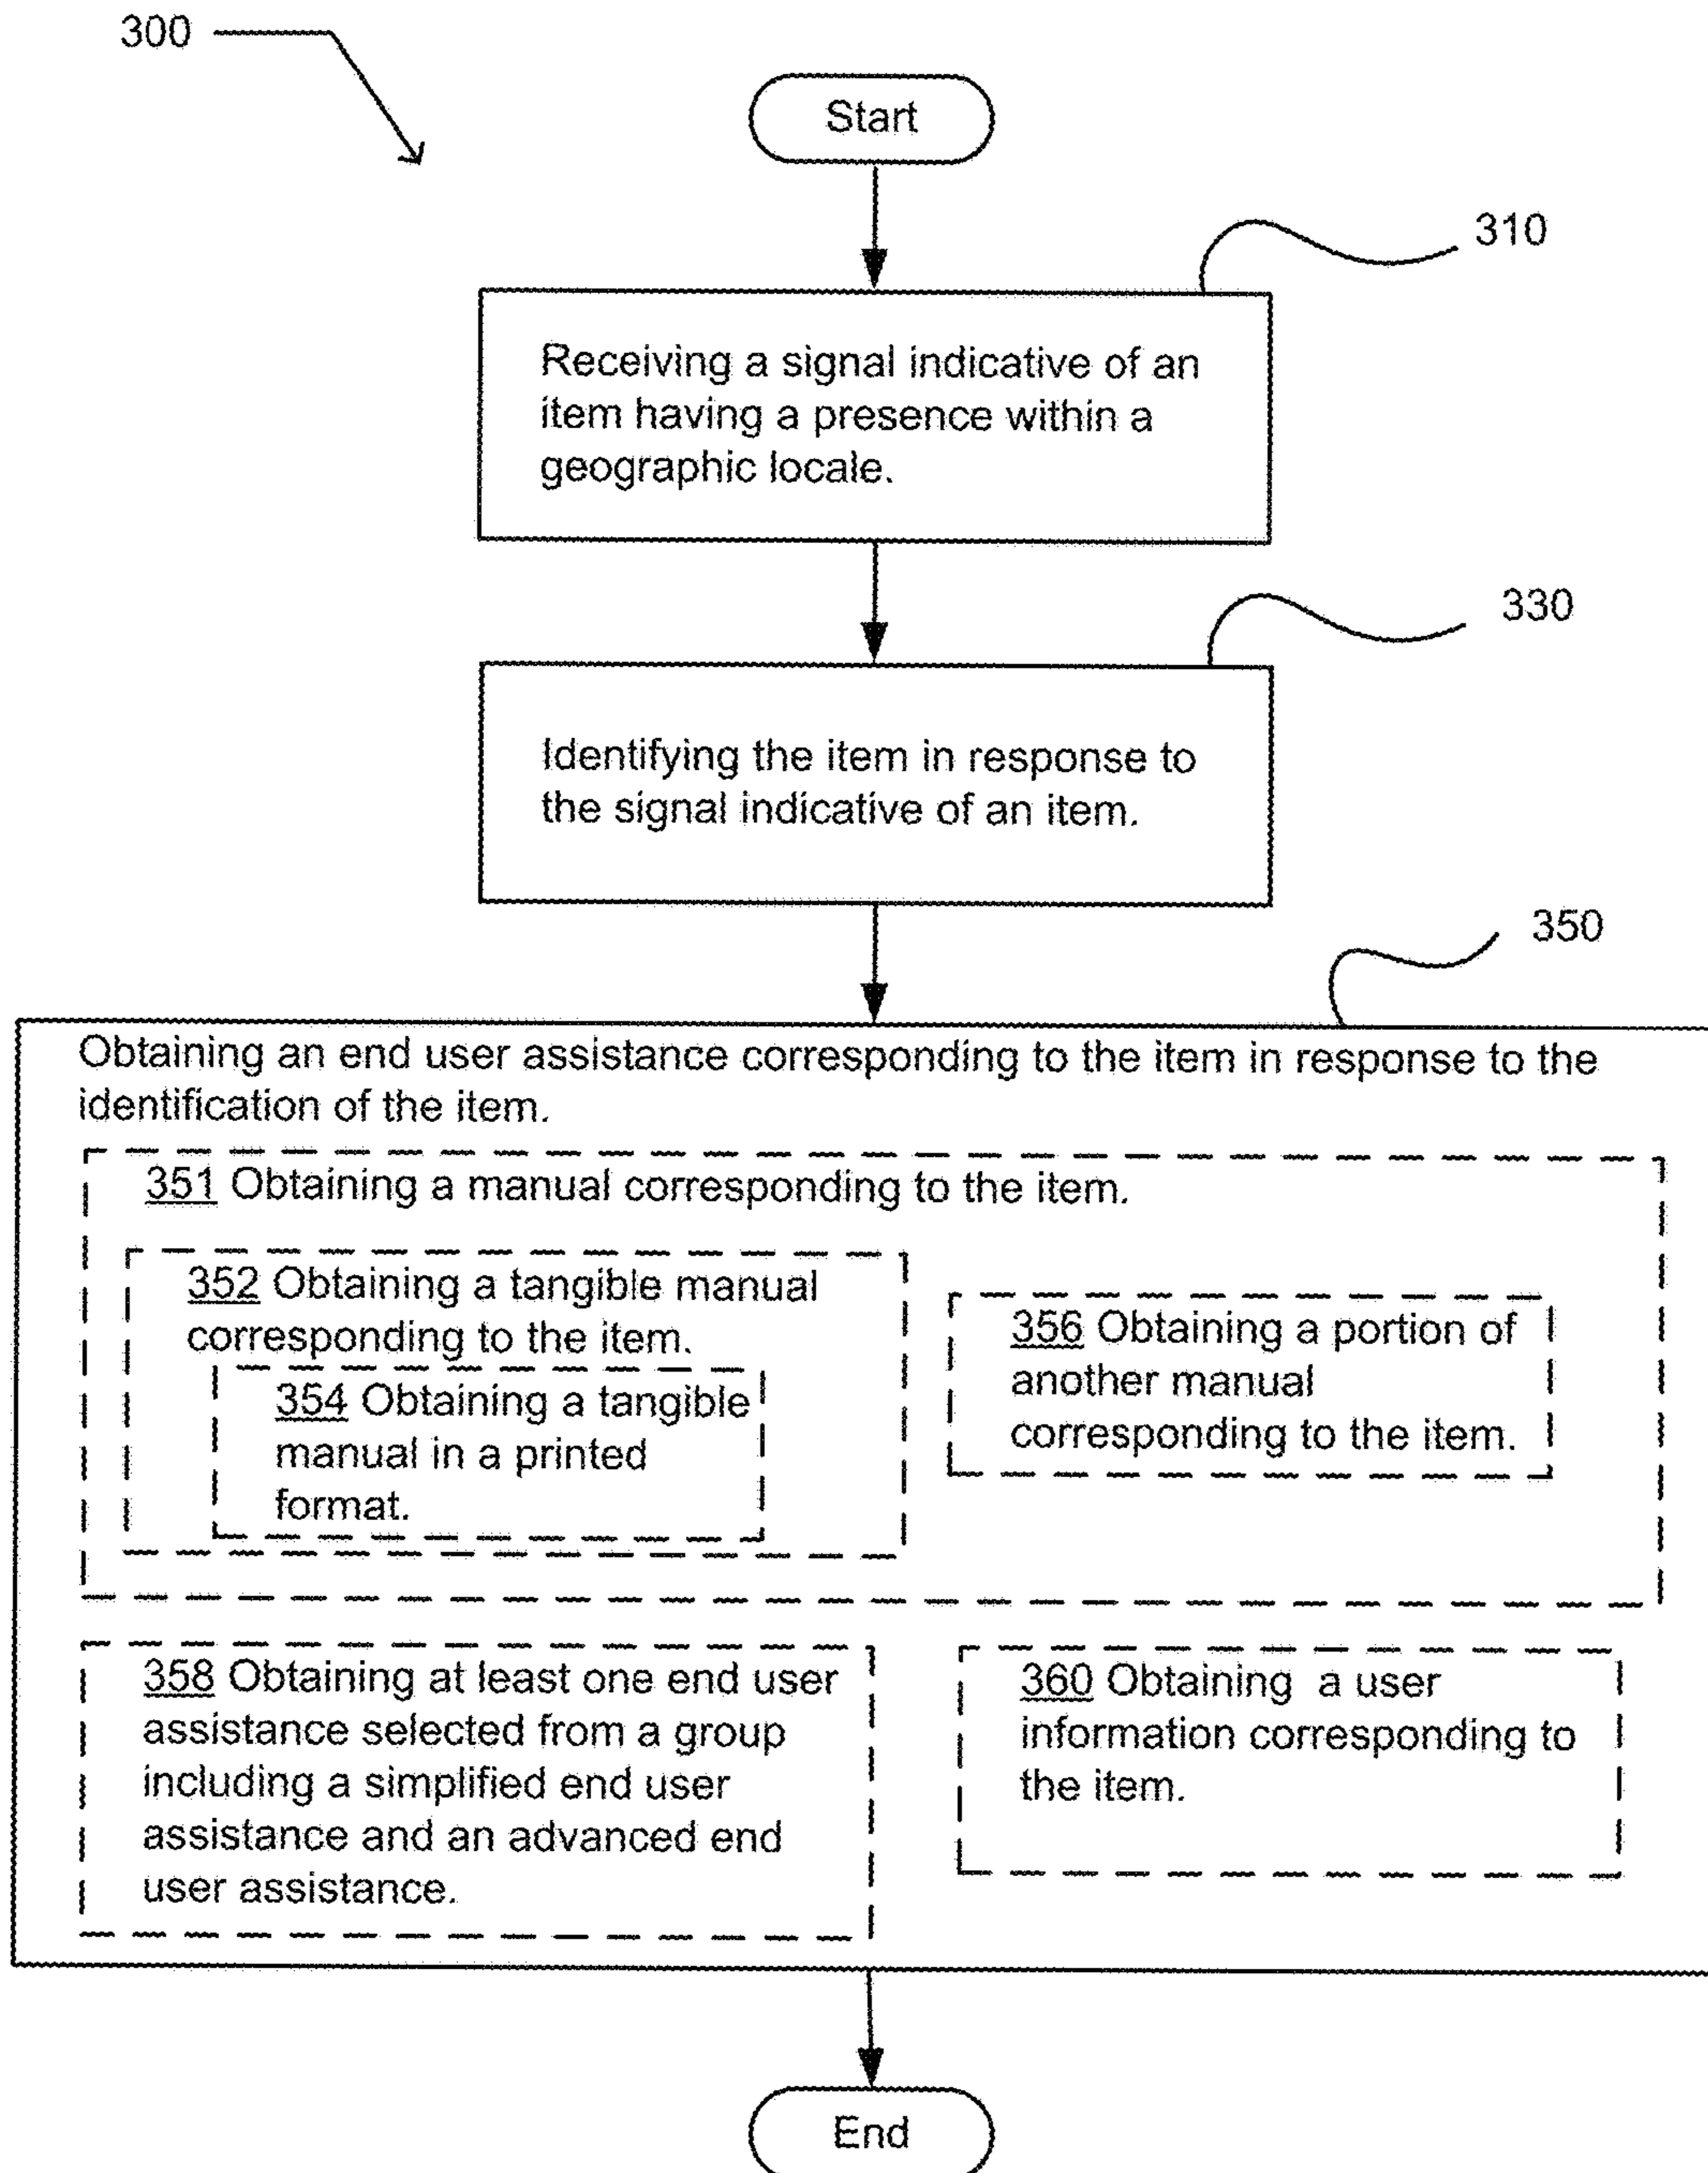 300
Start
310
Receiving a signal indicative of an
item having a presence within a
geographic locale.
330
Identifying the item in response to
the signal indicative of an item.
350
Obtaining an end user assistance corresponding to the item in response to the
identification of the item.
351 Obtaining a manual corresponding to the item.
352 Obtaining a tangible manual
corresponding to the item.
354 Obtaining a tangible
manual in a printed
format.
356 Obtaining a portion of
another manual
corresponding to the item.
358 Obtaining at least one end user
assistance selected from a group
including a simplified end user
assistance and an advanced end
user assistance.
360 Obtaining a user
information corresponding to
the item.
End